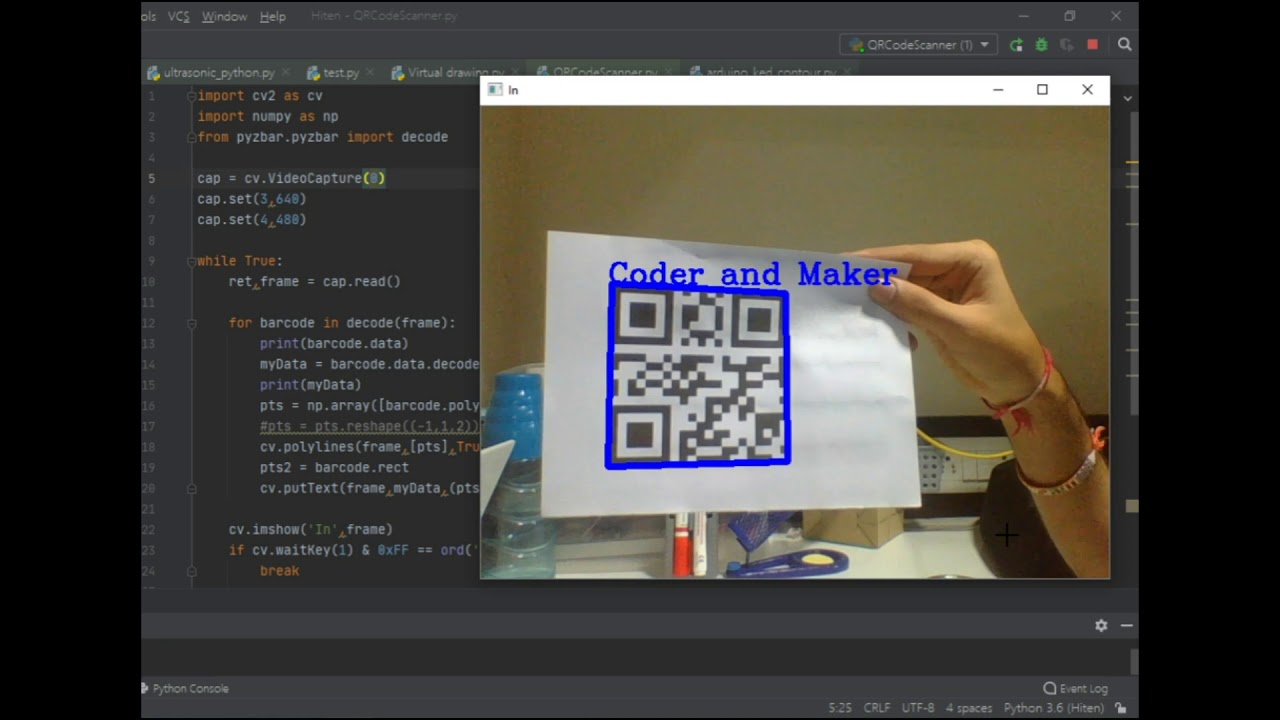 ols VCS Window Help Hiten - QRCodeScanner.py
QRCodeScanner (1)
ultrasonic_python.py test.py Virtual drawing.py QRCodeScanner.py
In
1 import cv2 as cv
2 import numpy as np
3 from pyzbar.pyzbar import decode
4
5 cap = cv.VideoCapture(0)
6 cap.set(3,640)
7 cap.set(4,480)
8
9 while True:
10 ret,frame = cap.read()
11
12 for barcode in decode(frame):
13 print(barcode.data)
14 myData = barcode.data.decode
15 print(myData)
16 pts = np.array([barcode.poly
17 #pts = pts.reshape((-1,1,2))
18 cv.polylines(frame,[pts],Tru
19 pts2 = barcode.rect
20 cv.putText(frame,myData,(pts
21
22 cv.imshow('In',frame)
23 if cv.waitKey(1) & 0xFF == ord('
24 break
Coder and Maker
Python Console Event Log
5:25 CRLF UTF-8 4 spaces Python 3.6 (Hiten)